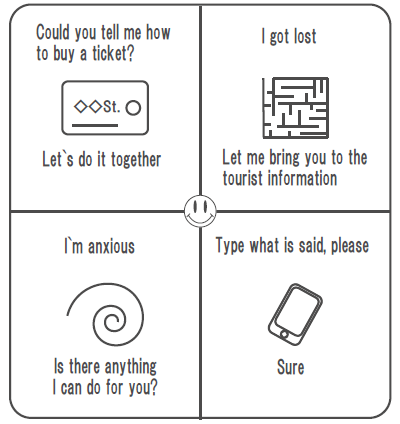 Could you tell me how
to buy a ticket?
◇◇St.
Let`s do it together
I got lost
Let me bring you to the
tourist information
I`m anxious
Is there anything
I can do for you?
Type what is said, please
Sure